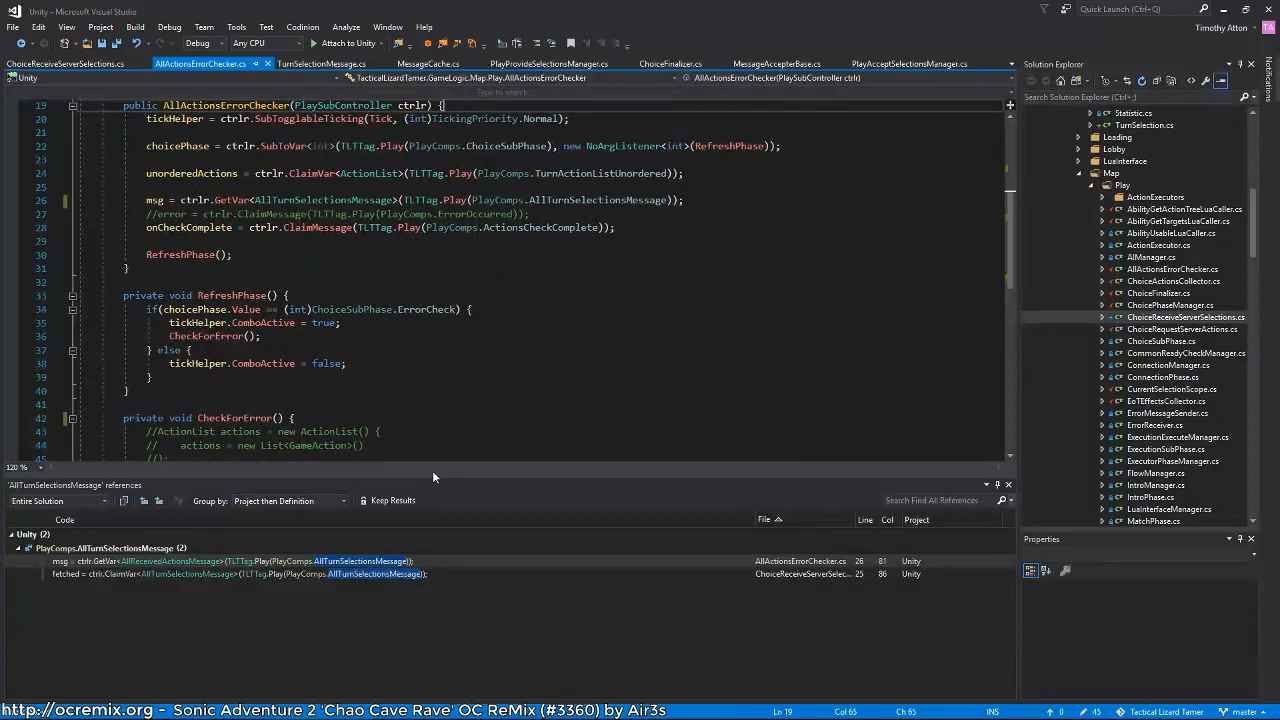 Unity - Microsoft Visual Studio
Quick Launch (Ctrl+Q)
File Edit View Project Build Debug Team Tools Test CodeMaid Analyze Window Help
Timothy Atton TA
Debug Any CPU Attach to Unity
ChoiceReceiveServerSelections.cs AllActionsErrorChecker.cs TurnSelectionMessage.cs MessageCache.cs PlayProvideSelectionsManager.cs ChoiceFinalizer.cs MessageAccepterBase.cs PlayAcceptSelectionsManager.cs
Unity TacticalLizardTamer.GameLogic.Map.Play.AllActionsErrorChecker AllActionsErrorChecker(PlaySubController ctrlr)
Type to search...
19 public AllActionsErrorChecker(PlaySubController ctrlr) {
20 tickHelper = ctrlr.SubTogglableTicking(Tick, (int)TickingPriority.Normal);
21
22 choicePhase = ctrlr.SubToVar<int>(TLTTag.Play(PlayComps.ChoiceSubPhase), new NoArgListener<int>(RefreshPhase));
23
24 unorderedActions = ctrlr.ClaimVar<ActionList>(TLTTag.Play(PlayComps.TurnActionListUnordered));
25
26 msg = ctrlr.GetVar<AllTurnSelectionsMessage>(TLTTag.Play(PlayComps.AllTurnSelectionsMessage));
27 //error = ctrlr.ClaimMessage(TLTTag.Play(PlayComps.ErrorOccurred));
28 onCheckComplete = ctrlr.ClaimMessage(TLTTag.Play(PlayComps.ActionsCheckComplete));
29
30 RefreshPhase();
31 }
32
33 private void RefreshPhase() {
34 if(choicePhase.Value == (int)ChoiceSubPhase.ErrorCheck) {
35 tickHelper.ComboActive = true;
36 CheckForError();
37 } else {
38 tickHelper.ComboActive = false;
39 }
40 }
41
42 private void CheckForError() {
43 //ActionList actions = new ActionList() {
44 // actions = new List<GameAction>()
45 //();
120 %
'AllTurnSelectionsMessage' references
Entire Solution Group by: Project then Definition Keep Results Search Find All References
Code File Line Col Project
Unity (2)
PlayComps.AllTurnSelectionsMessage (2)
msg = ctrlr.GetVar<AllReceivedActionsMessage>(TLTTag.Play(PlayComps.AllTurnSelectionsMessage)); AllActionsErrorChecker.cs 26 81 Unity
fetched = ctrlr.ClaimVar<AllTurnSelectionsMessage>(TLTTag.Play(PlayComps.AllTurnSelectionsMessage)); ChoiceReceiveServerSelec... 25 86 Unity
Solution Explorer
Search Solution Explorer (Ctrl+;)
Statistic.cs
TurnSelection.cs
Loading
Lobby
LuaInterface
Map
Play
ActionExecutors
AbilityGetActionTreeLuaCaller.cs
AbilityGetTargetsLuaCaller.cs
AbilityUsableLuaCaller.cs
ActionExecutor.cs
AIManager.cs
AllActionsErrorChecker.cs
ChoiceActionsCollector.cs
ChoiceFinalizer.cs
ChoicePhaseManager.cs
ChoiceReceiveServerSelections.cs
ChoiceRequestServerActions.cs
ChoiceSubPhase.cs
CommonReadyCheckManager.cs
ConnectionManager.cs
ConnectionPhase.cs
CurrentSelectionScope.cs
EoTEffectsCollector.cs
ErrorMessageSender.cs
ErrorReceiver.cs
ExecutionExecuteManager.cs
ExecutionSubPhase.cs
ExecutorPhaseManager.cs
FlowManager.cs
IntroManager.cs
IntroPhase.cs
LuaInterfaceManager.cs
MatchPhase.cs
Properties
http://ocremix.org - Sonic Adventure 2 'Chao Cave Rave' OC ReMix (#3360) by Air3s
Ln 19 Col 65 Ch 65 INS 0 45 Tactical Lizard Tamer master